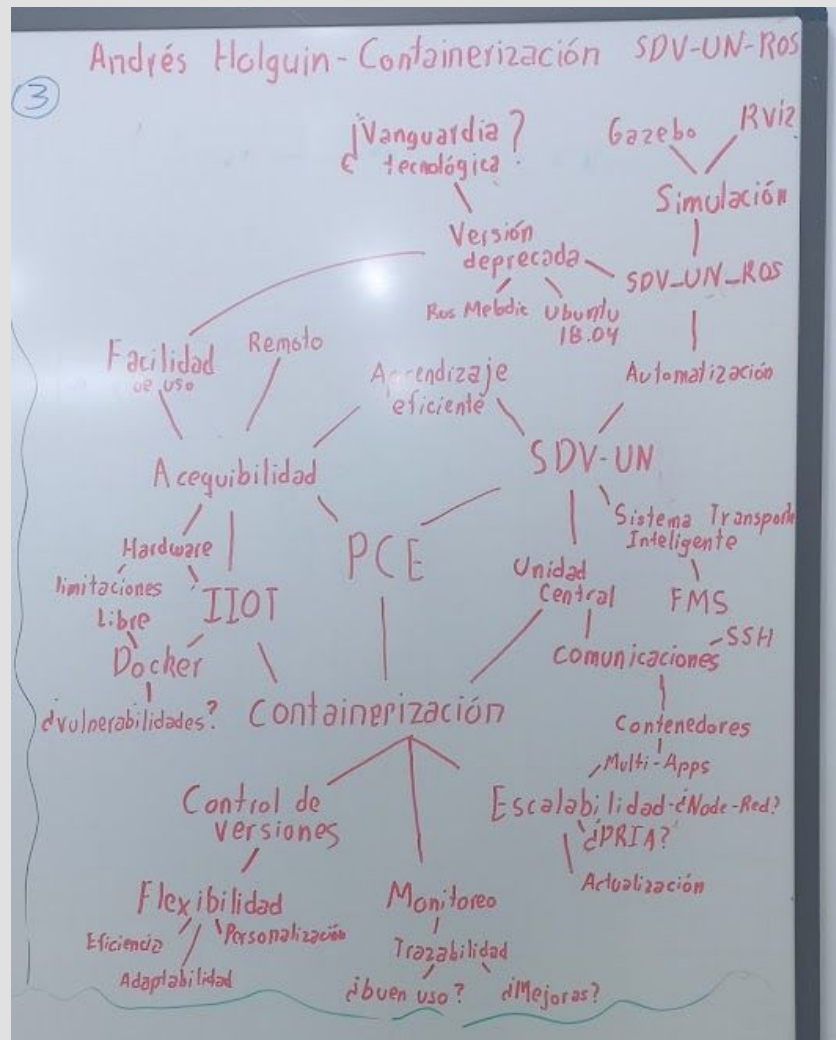 Andrés Holguin - Containerización SDV-UN-ROS
3
¿Vanguardia
tecnológica?
Gazebo
Rviz
Simulación
Versión
deprecada
SDV_UN_ROS
Ros Melodic
Ubuntu
18.04
Facilidad
de uso
Remoto
Aprendizaje
eficiente
Automatización
SDV-UN
Acequibilidad
Sistema Transporte
Inteligente
Hardware
PCE
Unidad
Central
FMS
limitaciones
IIOT
Libre
SSH
Comunicaciones
Docker
¿vulnerabilidades?
Containerización
Contenedores
Multi-Apps
Control de
versiones
Escalabilidad-¿Node-Red?
¿PRIA?
Actualización
Flexibilidad
Monitoreo
Eficiencia
Personalización
Adaptabilidad
Trazabilidad
¿buen uso?
¿Mejoras?